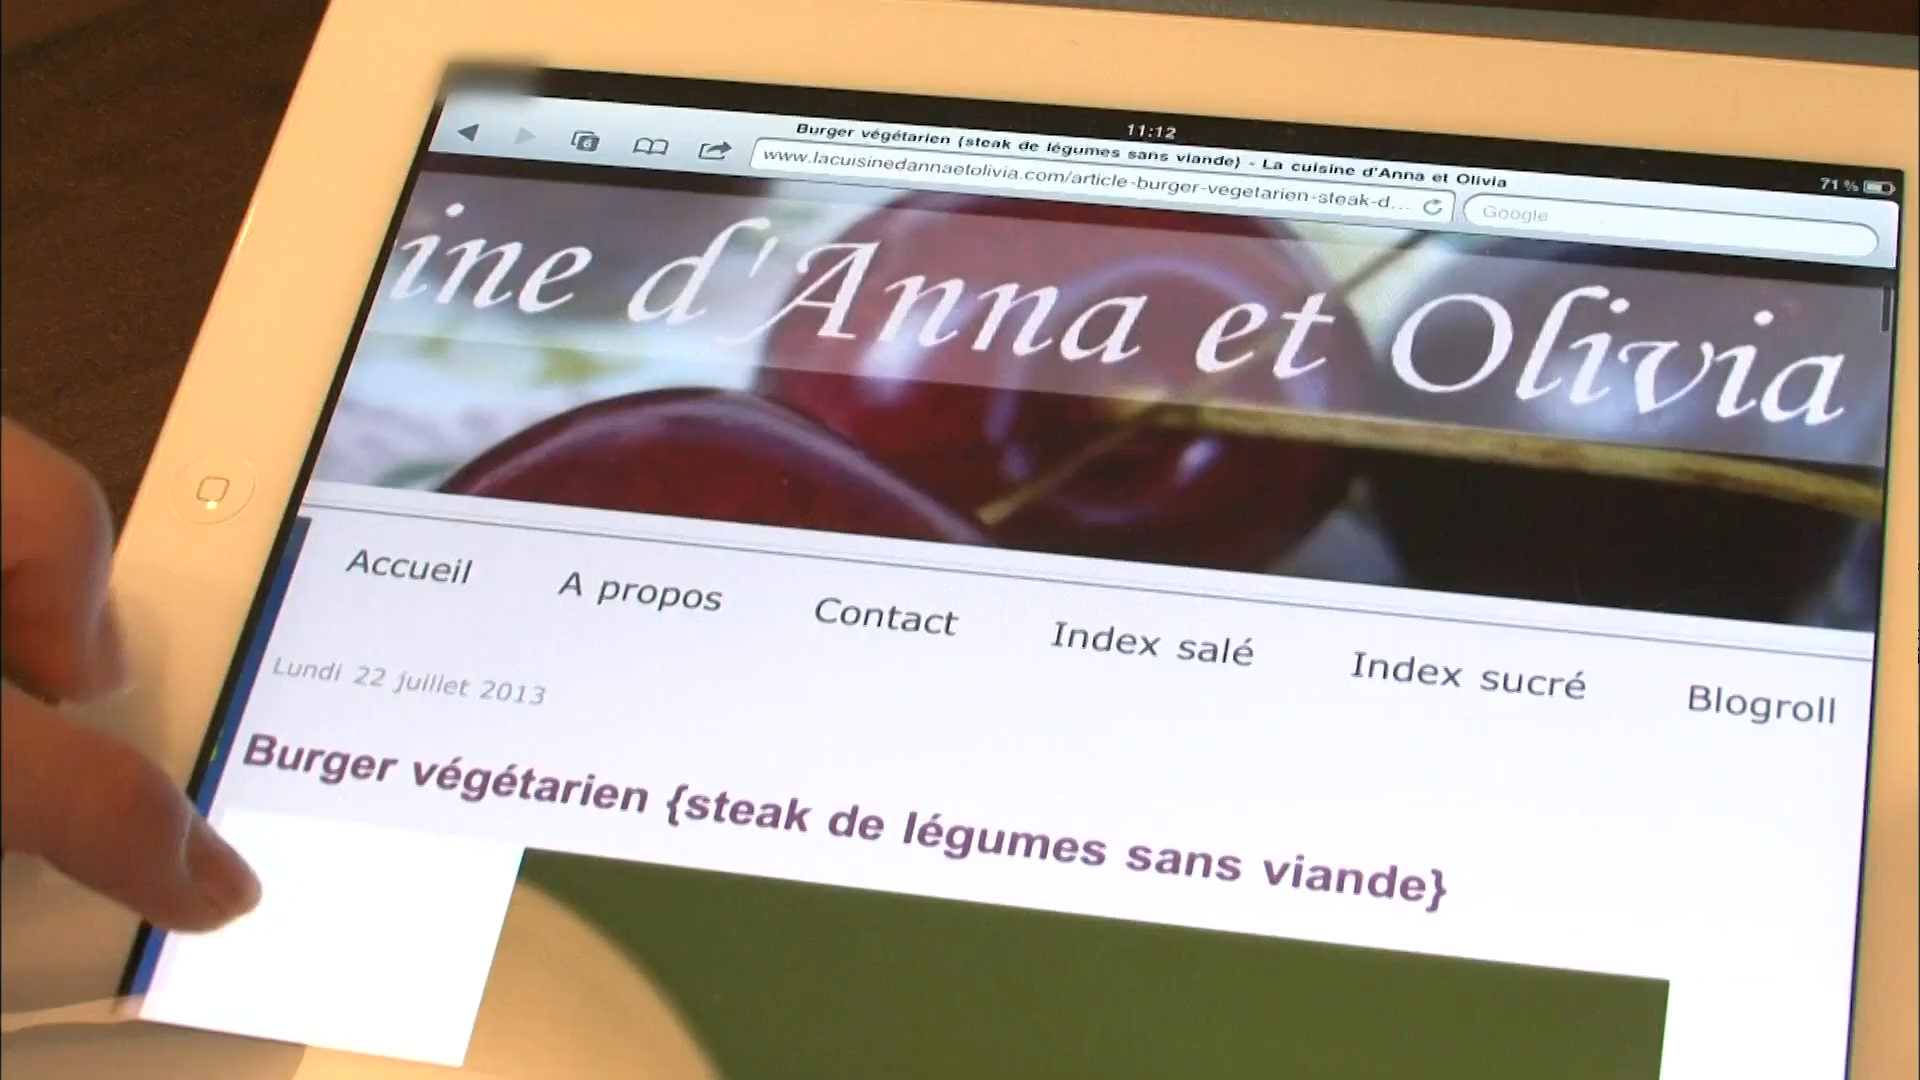 11:12
71 %
Burger végétarien {steak de légumes sans viande} - La cuisine d'Anna et Olivia
www.lacuisinedannaetolivia.com/article-burger-vegetarien-steak-d...
Google
ine d'Anna et Olivia
Accueil A propos Contact Index salé Index sucré Blogroll
Lundi 22 juillet 2013
Burger végétarien {steak de légumes sans viande}